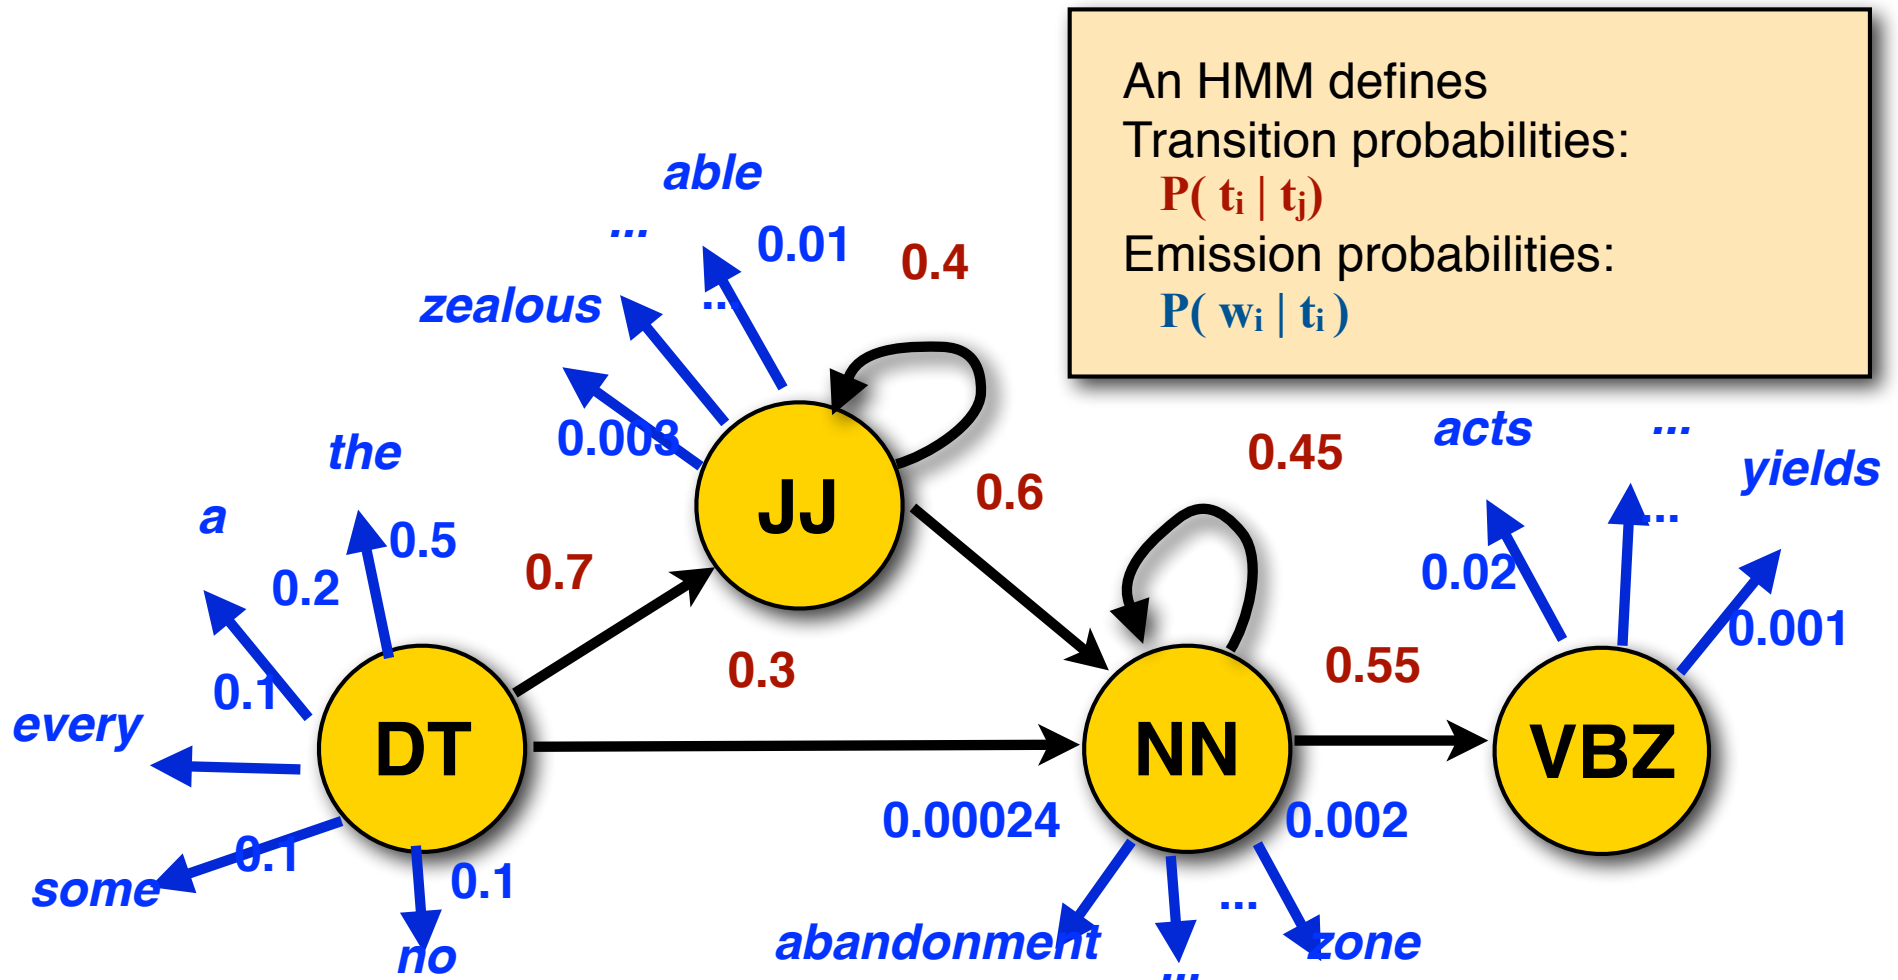 An HMM defines
Transition probabilities:
P( ti | tj)
Emission probabilities:
P( wi | ti )
able
...
0.01
0.4
zealous
...
0.003
acts
...
yields
the
0.45
JJ
0.6
a
0.5
...
0.02
0.2
0.7
0.001
0.1
0.3
0.55
every
DT
NN
VBZ
0.00024
0.002
0.1
0.1
some
...
no
abandonment
zone
...